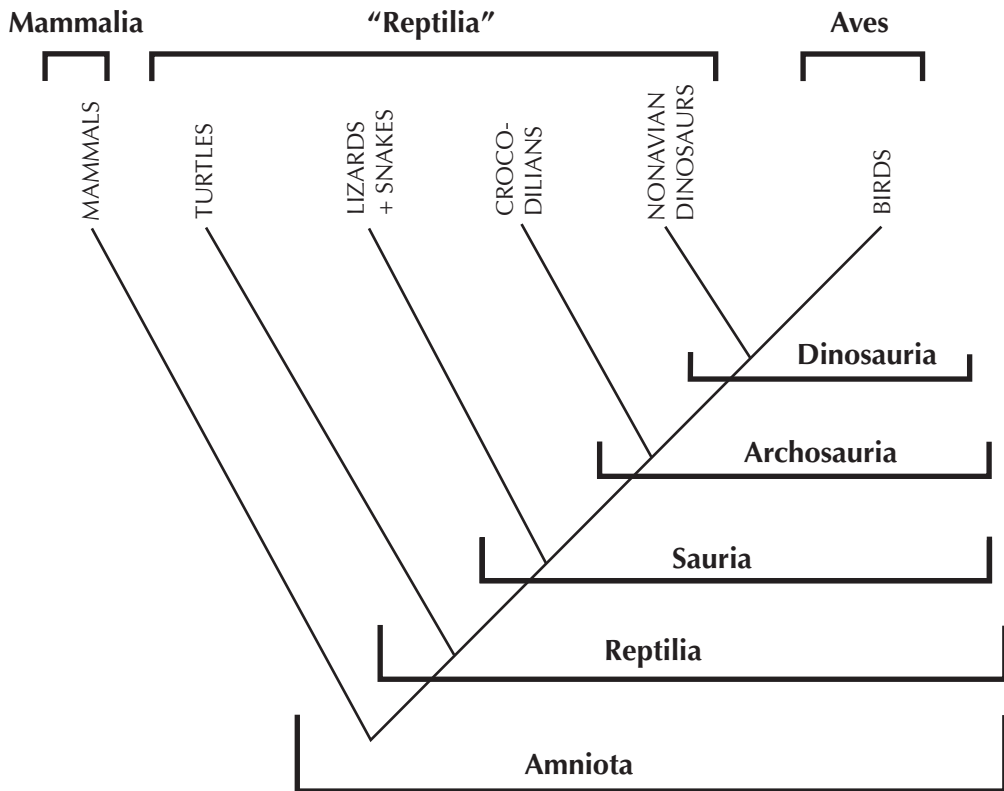 Mammalia
“Reptilia”
Aves
MAMMALS
TURTLES
LIZARDS
+ SNAKES
CROCO-
DILIANS
NONAVIAN
DINOSAURS
BIRDS
Dinosauria
Archosauria
Sauria
Reptilia
Amniota